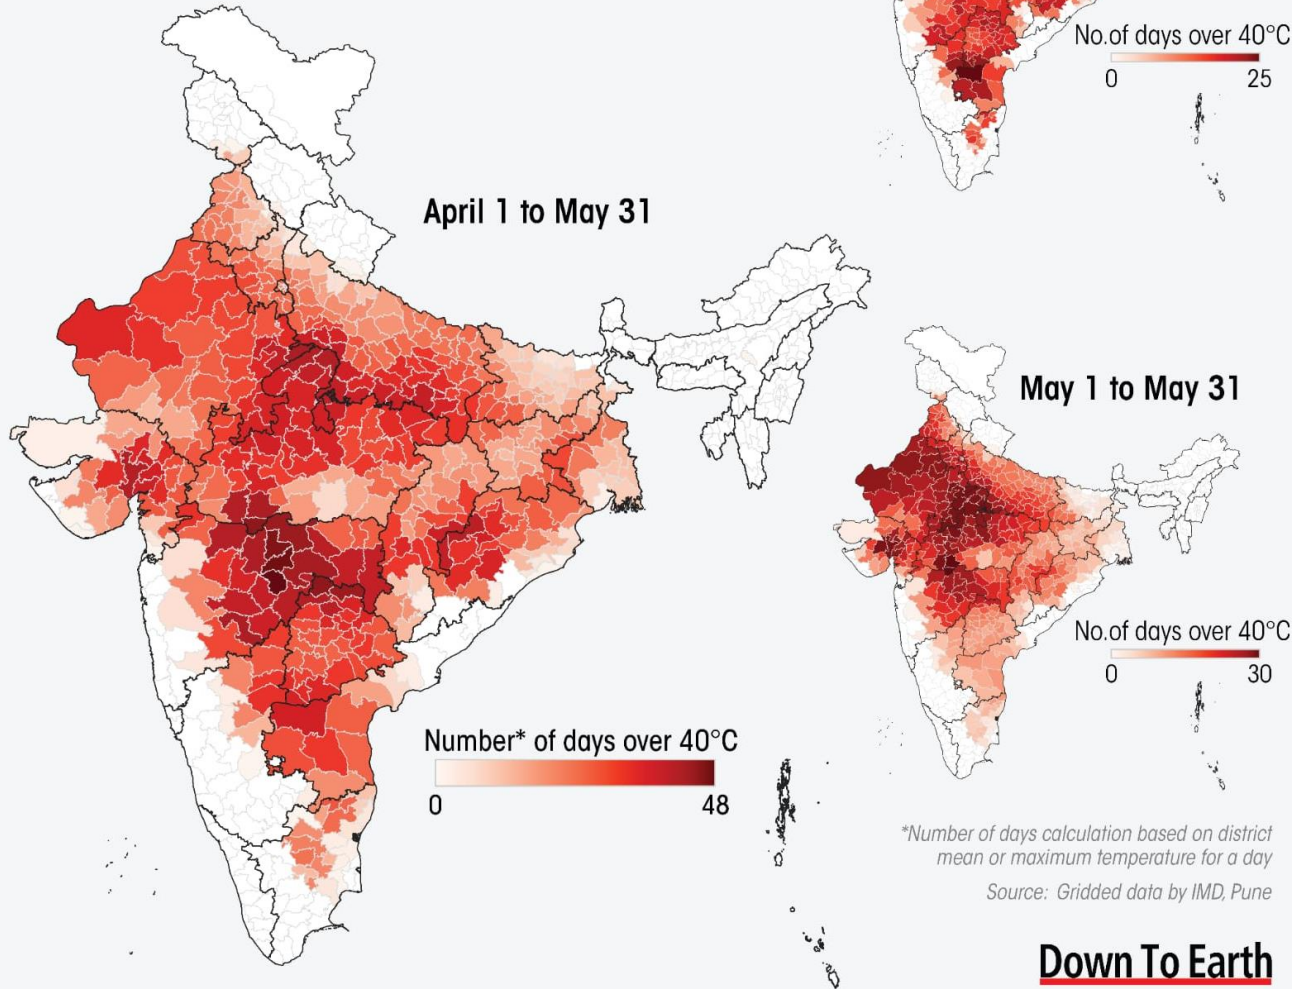 No.of days over 40°C
0 25
April 1 to May 31
May 1 to May 31
No.of days over 40°C
0 30
Number* of days over 40°C
0 48
*Number of days calculation based on district
mean or maximum temperature for a day
Source: Gridded data by IMD, Pune
Down To Earth